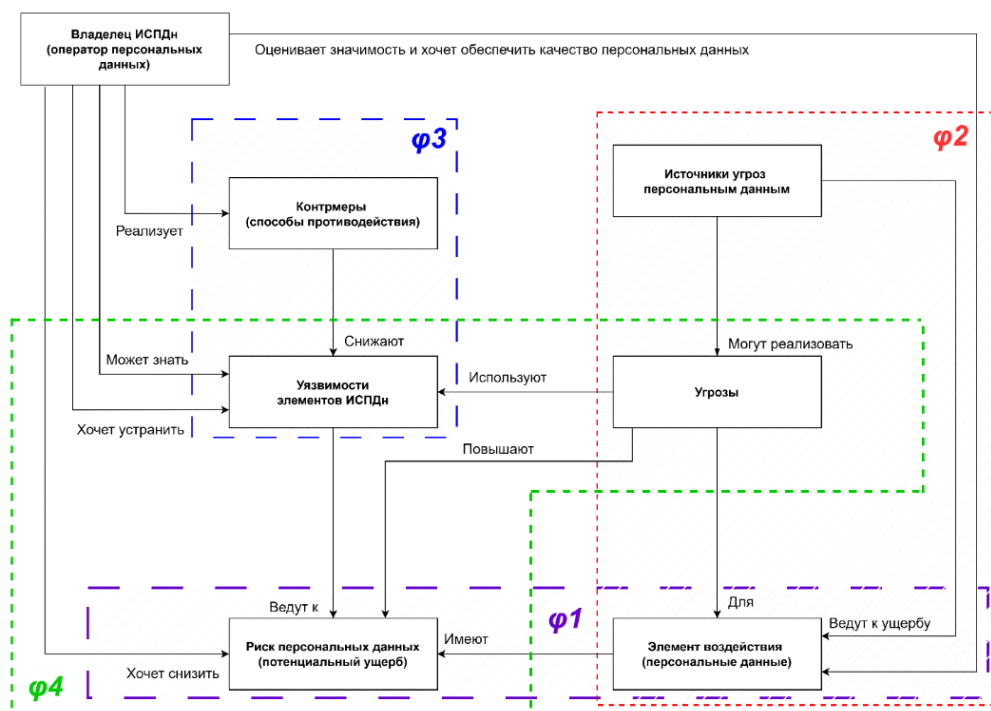 Владелец ИСПДн
(оператор персональных
данных)
Оценивает значимость и хочет обеспечить качество персональных данных
φ3
φ2
Источники угроз
персональным данным
Контрмеры
(способы противодействия)
Реализует
Снижают
Могут реализовать
Может знать
Уязвимости
элементов ИСПДн
Используют
Угрозы
Хочет устранить
Повышают
Ведут к
Для
φ1
Ведут к ущербу
Риск персональных данных
(потенциальный ущерб)
Имеют
Элемент воздействия
(персональные данные)
Хочет снизить
φ4